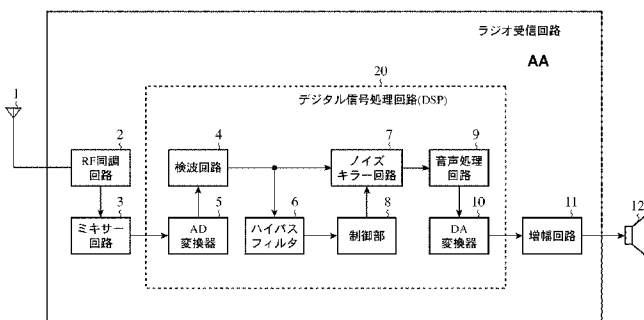 ラジオ受信回路
AA
20
デジタル信号処理回路(DSP)
1
2
RF同調
回路
4
検波回路
7
ノイズ
キラー回路
9
音声処理
回路
3
ミキサー
回路
5
AD
変換器
6
ハイパス
フィルタ
8
制御部
10
DA
変換器
11
増幅回路
12